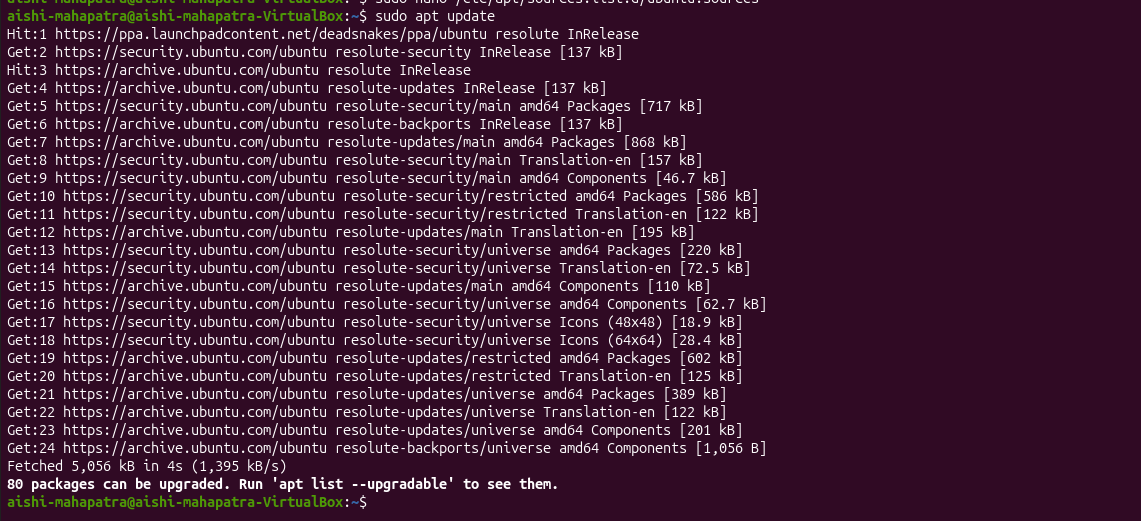 $ sudo nano /etc/apt/sources.list.d/ubuntu.sources
aishi-mahapatra@aishi-mahapatra-VirtualBox:~$ sudo apt update
Hit:1 https://ppa.launchpadcontent.net/deadsnakes/ppa/ubuntu resolute InRelease
Get:2 https://security.ubuntu.com/ubuntu resolute-security InRelease [137 kB]
Hit:3 https://archive.ubuntu.com/ubuntu resolute InRelease
Get:4 https://archive.ubuntu.com/ubuntu resolute-updates InRelease [137 kB]
Get:5 https://security.ubuntu.com/ubuntu resolute-security/main amd64 Packages [717 kB]
Get:6 https://archive.ubuntu.com/ubuntu resolute-backports InRelease [137 kB]
Get:7 https://archive.ubuntu.com/ubuntu resolute-updates/main amd64 Packages [868 kB]
Get:8 https://security.ubuntu.com/ubuntu resolute-security/main Translation-en [157 kB]
Get:9 https://security.ubuntu.com/ubuntu resolute-security/main amd64 Components [46.7 kB]
Get:10 https://security.ubuntu.com/ubuntu resolute-security/restricted amd64 Packages [586 kB]
Get:11 https://security.ubuntu.com/ubuntu resolute-security/restricted Translation-en [122 kB]
Get:12 https://archive.ubuntu.com/ubuntu resolute-updates/main Translation-en [195 kB]
Get:13 https://security.ubuntu.com/ubuntu resolute-security/universe amd64 Packages [220 kB]
Get:14 https://security.ubuntu.com/ubuntu resolute-security/universe Translation-en [72.5 kB]
Get:15 https://archive.ubuntu.com/ubuntu resolute-updates/main amd64 Components [110 kB]
Get:16 https://security.ubuntu.com/ubuntu resolute-security/universe amd64 Components [62.7 kB]
Get:17 https://security.ubuntu.com/ubuntu resolute-security/universe Icons (48x48) [18.9 kB]
Get:18 https://security.ubuntu.com/ubuntu resolute-security/universe Icons (64x64) [28.4 kB]
Get:19 https://archive.ubuntu.com/ubuntu resolute-updates/restricted amd64 Packages [602 kB]
Get:20 https://archive.ubuntu.com/ubuntu resolute-updates/restricted Translation-en [125 kB]
Get:21 https://archive.ubuntu.com/ubuntu resolute-updates/universe amd64 Packages [389 kB]
Get:22 https://archive.ubuntu.com/ubuntu resolute-updates/universe Translation-en [122 kB]
Get:23 https://archive.ubuntu.com/ubuntu resolute-updates/universe amd64 Components [201 kB]
Get:24 https://archive.ubuntu.com/ubuntu resolute-backports/universe amd64 Components [1,056 B]
Fetched 5,056 kB in 4s (1,395 kB/s)
80 packages can be upgraded. Run 'apt list --upgradable' to see them.
aishi-mahapatra@aishi-mahapatra-VirtualBox:~$